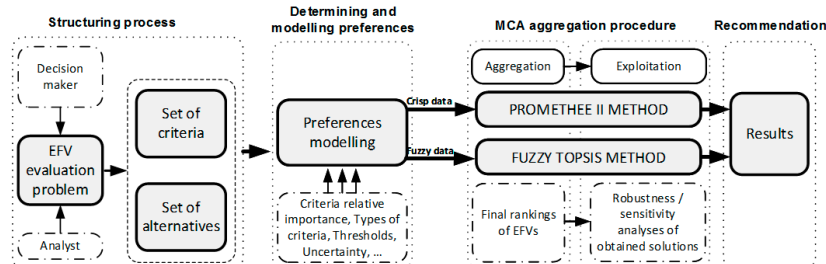 Structuring process
Determining and
modelling preferences
MCA aggregation procedure
Recommendation
Decision
maker
EFV
evaluation
problem
Analyst
Set of
criteria
Set of
alternatives
Preferences
modelling
Criteria relative
importance, Types of
criteria, Thresholds,
Uncertainty, ...
Crisp data
Fuzzy data
Aggregation
Exploitation
PROMETHEE II METHOD
FUZZY TOPSIS METHOD
Final rankings
of EFVs
Robustness /
sensitivity
analyses of
obtained solutions
Results